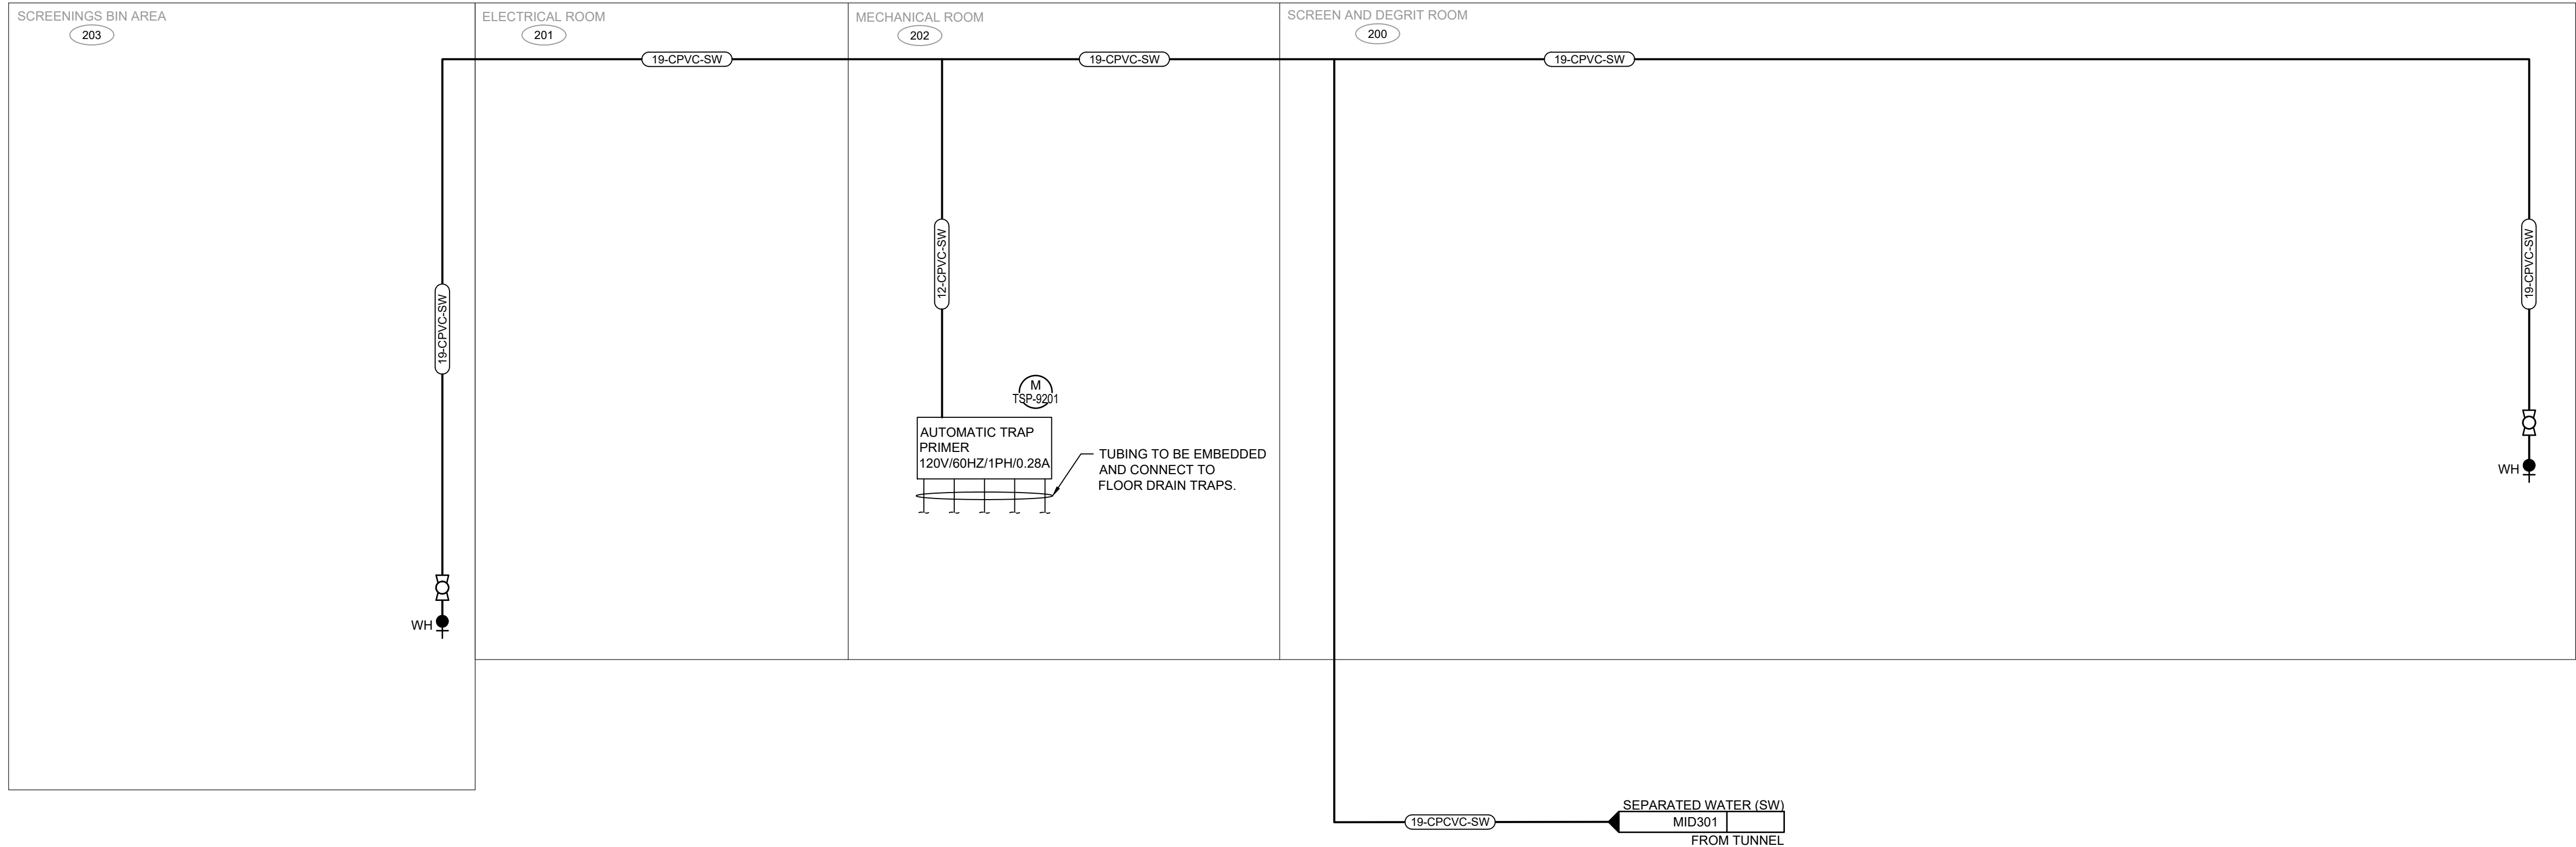 SCREENINGS BIN AREA
203
ELECTRICAL ROOM
201
MECHANICAL ROOM
202
SCREEN AND DEGRIT ROOM
200
19-CPVC-SW
19-CPVC-SW
19-CPVC-SW
19-CPVC-SW
12-CPVC-SW
19-CPVC-SW
M
TSP-9201
AUTOMATIC TRAP
PRIMER
120V/60HZ/1PH/0.28A
TUBING TO BE EMBEDDED
AND CONNECT TO
FLOOR DRAIN TRAPS.
WH
WH
19-CPCVC-SW
SEPARATED WATER (SW)
MID301
FROM TUNNEL